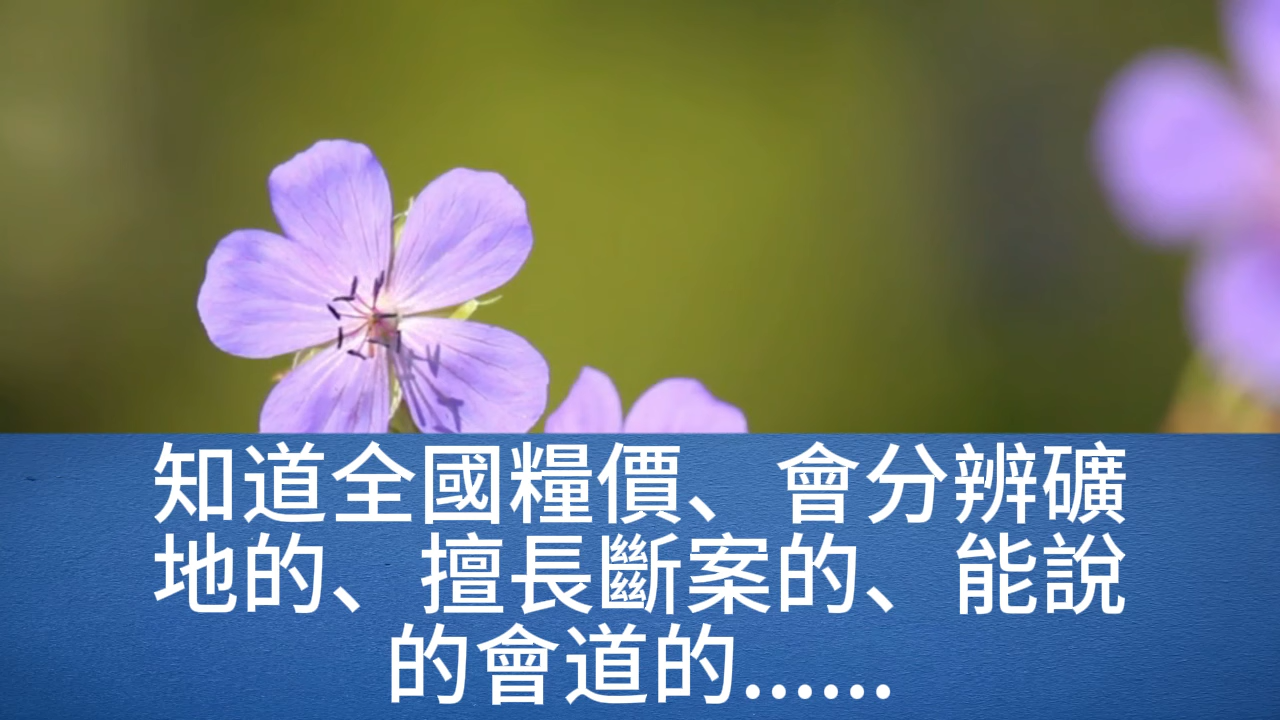 知道全國糧價、會分辨礦
地的、擅長斷案的、能說
的會道的......